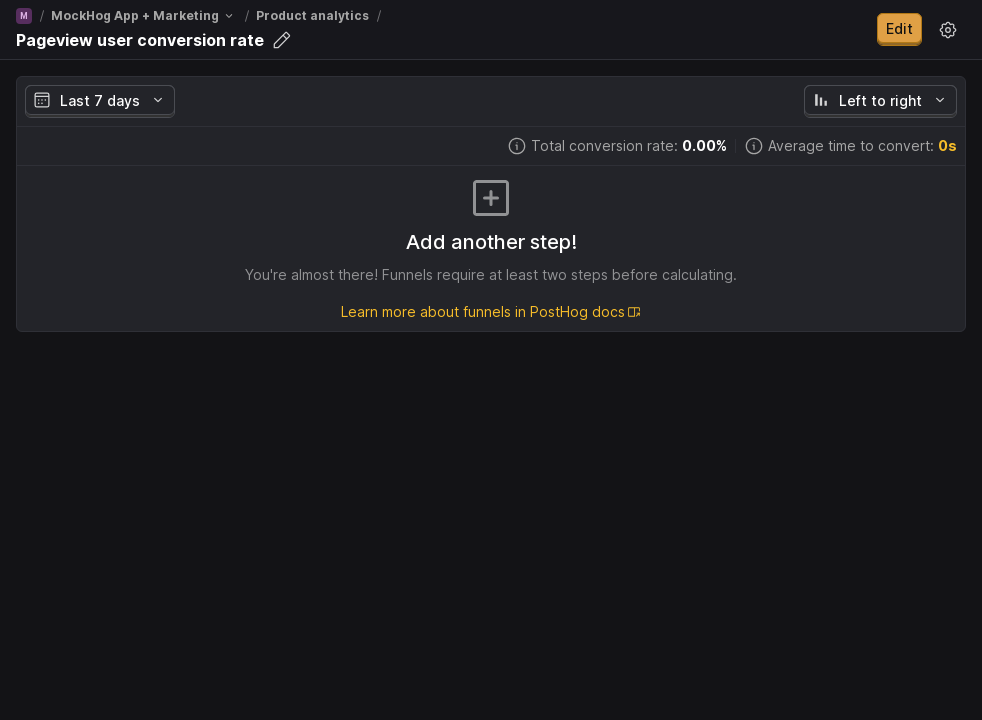 M / MockHog App + Marketing / Product analytics /
Pageview user conversion rate
Edit
Last 7 days
Left to right
Total conversion rate: 0.00%
Average time to convert: 0s
Add another step!
You're almost there! Funnels require at least two steps before calculating.
Learn more about funnels in PostHog docs